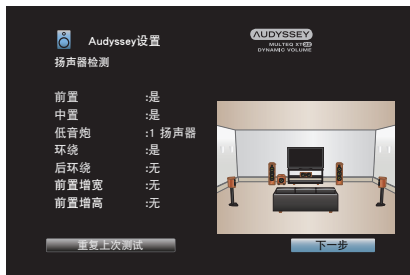 Audyssey设置
AUDYSSEY
MULTEQ XT32
DYNAMIC VOLUME
扬声器检测
前置 :是
中置 :是
低音炮 :1 扬声器
环绕 :是
后环绕 :无
前置增宽 :无
前置增高 :无
重复上次测试
下一步